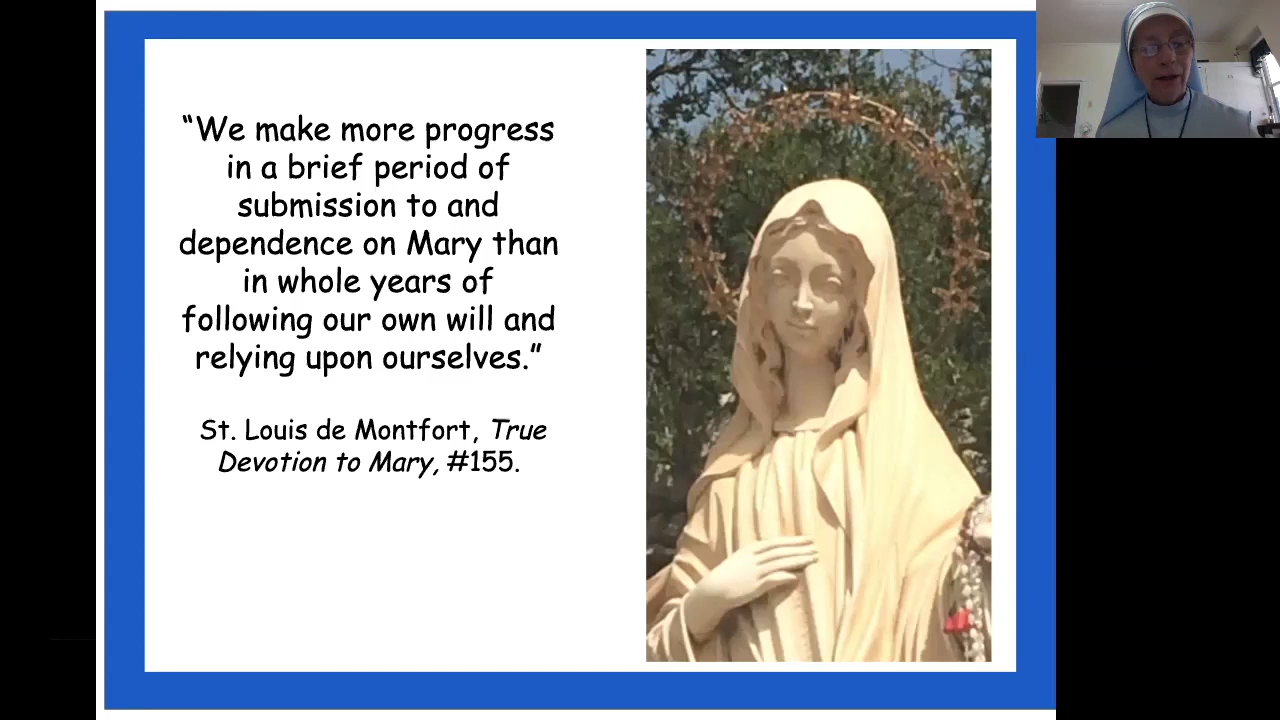 “We make more progress
in a brief period of
submission to and
dependence on Mary than
in whole years of
following our own will and
relying upon ourselves.”
St. Louis de Montfort, True
Devotion to Mary, #155.